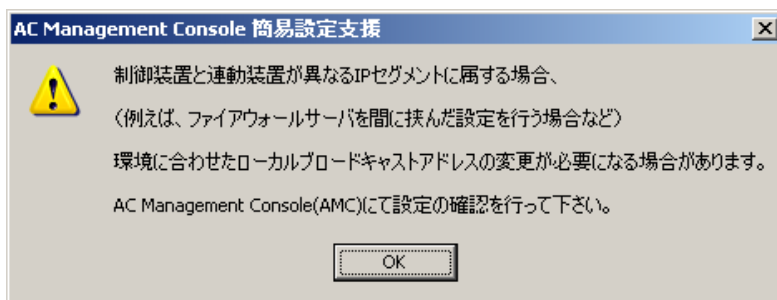 AC Management Console 簡易設定支援
制御装置と連動装置が異なるIPセグメントに属する場合、
（例えば、ファイアウォールサーバを間に挟んだ設定を行う場合など）
環境に合わせたローカルブロードキャストアドレスの変更が必要になる場合があります。
AC Management Console(AMC)にて設定の確認を行って下さい。
OK